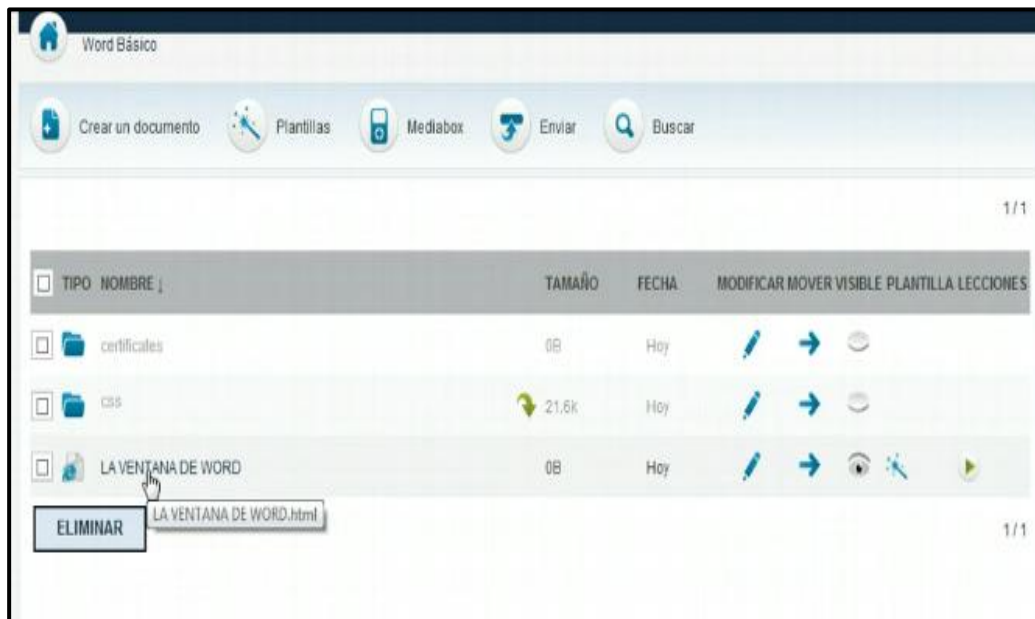 Word Básico
Crear un documento Plantillas Mediabox Enviar Buscar
1/1
TIPO NOMBRE ↓ TAMAÑO FECHA MODIFICAR MOVER VISIBLE PLANTILLA LECCIONES
certificales 0B Hoy
css 21.6k Hoy
LA VENTANA DE WORD 0B Hoy
LA VENTANA DE WORD.html
ELIMINAR
1/1